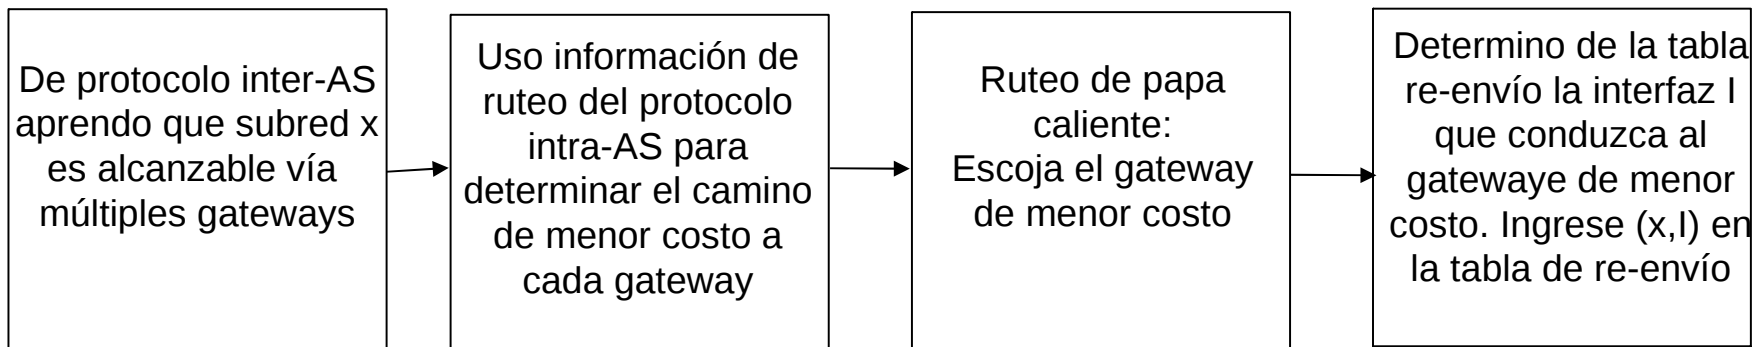 De protocolo inter-AS
aprendo que subred x
es alcanzable vía
múltiples gateways
Uso información de
ruteo del protocolo
intra-AS para
determinar el camino
de menor costo a
cada gateway
Ruteo de papa
caliente:
Escoja el gateway
de menor costo
Determino de la tabla
re-envío la interfaz I
que conduzca al
gatewaye de menor
costo. Ingrese (x,I) en
la tabla de re-envío